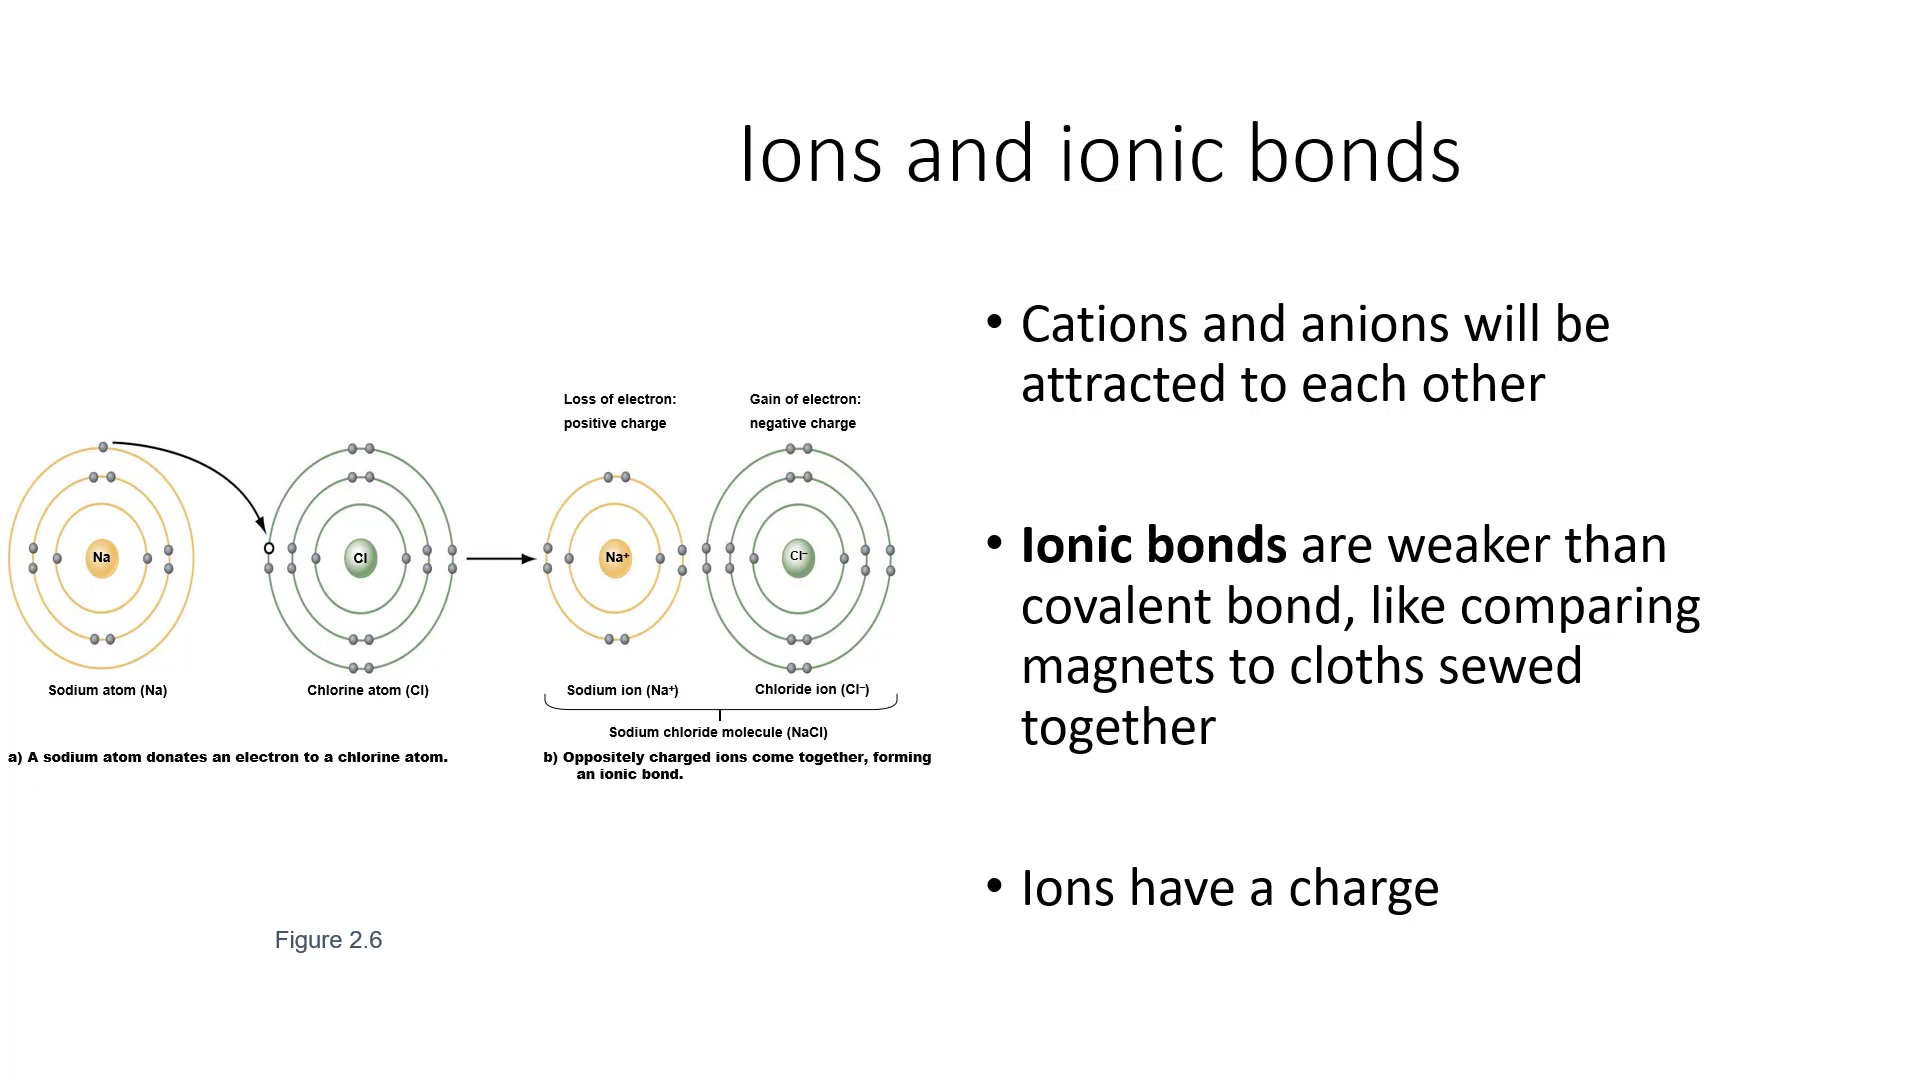 Ions and ionic bonds
Loss of electron:
positive charge
Gain of electron:
negative charge
Na
Cl
Na⁺
Cl⁻
Sodium atom (Na)
Chlorine atom (Cl)
Sodium ion (Na⁺)
Chloride ion (Cl⁻)
Sodium chloride molecule (NaCl)
a) A sodium atom donates an electron to a chlorine atom.
b) Oppositely charged ions come together, forming
an ionic bond.
Figure 2.6
• Cations and anions will be
attracted to each other
• Ionic bonds are weaker than
covalent bond, like comparing
magnets to cloths sewed
together
• Ions have a charge